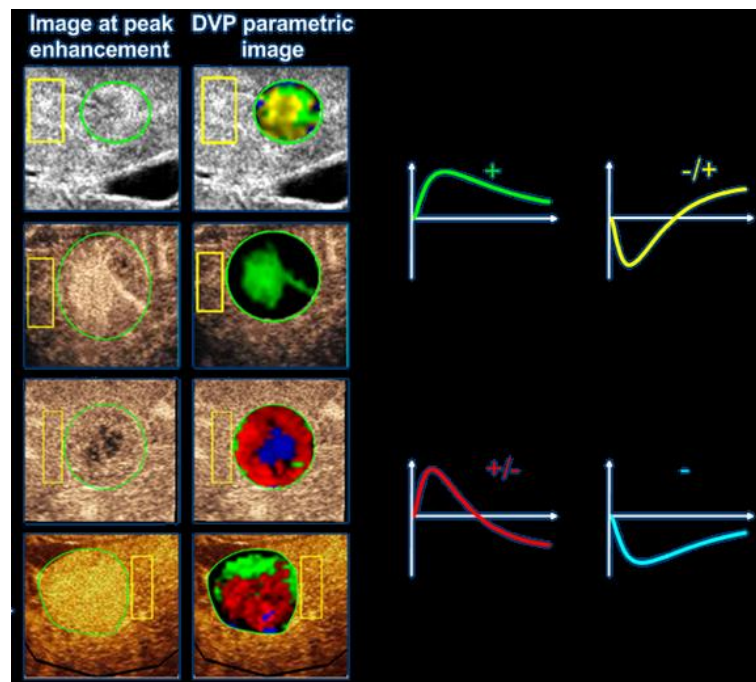 Image at peak
enhancement
DVP parametric
image
+
-/+
+/-
-